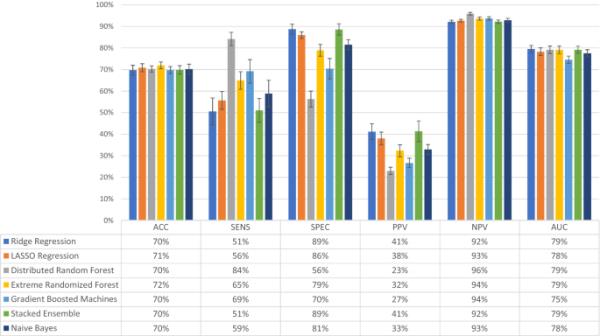 100%
90%
80%
70%
60%
50%
40%
30%
20%
10%
0%
ACC SENS SPEC PPV NPV AUC
Ridge Regression 70% 51% 89% 41% 92% 79%
LASSO Regression 71% 56% 86% 38% 93% 78%
Distributed Random Forest 70% 84% 56% 23% 96% 79%
Extreme Randomized Forest 72% 65% 79% 32% 94% 79%
Gradient Boosted Machines 70% 69% 70% 27% 94% 75%
Stacked Ensemble 70% 51% 89% 41% 92% 79%
Naive Bayes 70% 59% 81% 33% 93% 78%